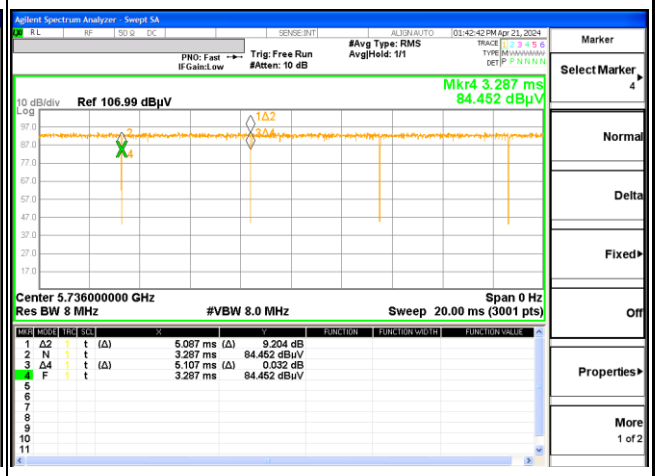 Agilent Spectrum Analyzer - Swept SA
RL RF 50 Ω DC SENSE:INT ALIGN AUTO 01:42:42 PM Apr 21, 2024
#Avg Type: RMS TRACE 1 2 3 4 5 6
PNO: Fast Trig: Free Run Avg|Hold: 1/1 TYPE MWWWWW
IFGain:Low #Atten: 10 dB DET P P N N N N
Mkr4 3.287 ms
84.452 dBµV
10 dB/div Ref 106.99 dBµV
Log
97.0
87.0
77.0
67.0
57.0
47.0
37.0
27.0
17.0
1Δ2
2
3Δ4
4
Center 5.736000000 GHz Span 0 Hz
Res BW 8 MHz #VBW 8.0 MHz Sweep 20.00 ms (3001 pts)
MKR MODE TRC SCL X Y FUNCTION FUNCTION WIDTH FUNCTION VALUE
1 Δ2 1 t (Δ) 5.087 ms (Δ) 9.204 dB
2 N 1 t 3.287 ms 84.452 dBµV
3 Δ4 1 t (Δ) 5.107 ms (Δ) 0.032 dB
4 F 1 t 3.287 ms 84.452 dBµV
5
6
7
8
9
10
11
Marker
Select Marker
4
Normal
Delta
Fixed
Off
Properties
More
1 of 2